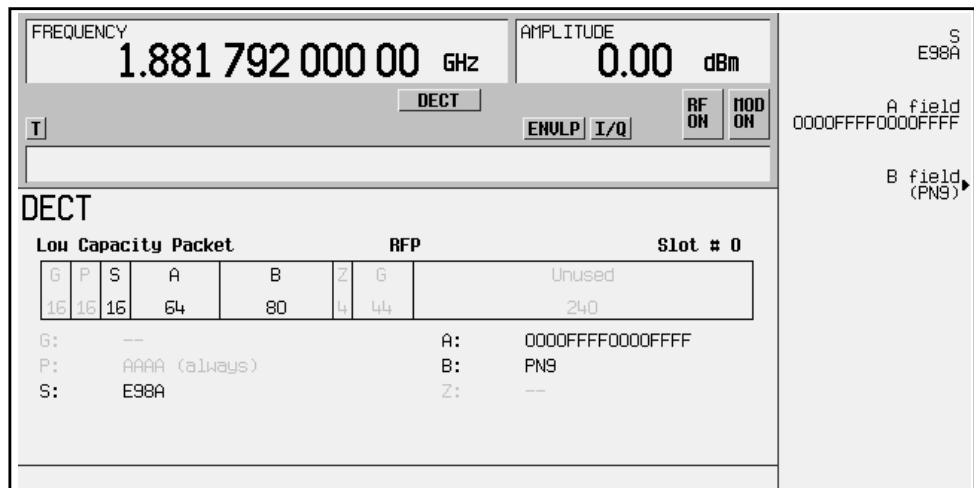 FREQUENCY
1.881 792 000 00 GHz
AMPLITUDE
0.00 dBm
DECT
RF ON
MOD ON
T
ENVLP I/Q
DECT
Low Capacity Packet RFP Slot # 0
G P S A B Z G Unused
16 16 16 64 80 4 44 240
G: --
P: AAAA (always)
S: E98A
A: 0000FFFF0000FFFF
B: PN9
Z: --
S
E98A
A field
0000FFFF0000FFFF
B field
(PN9)